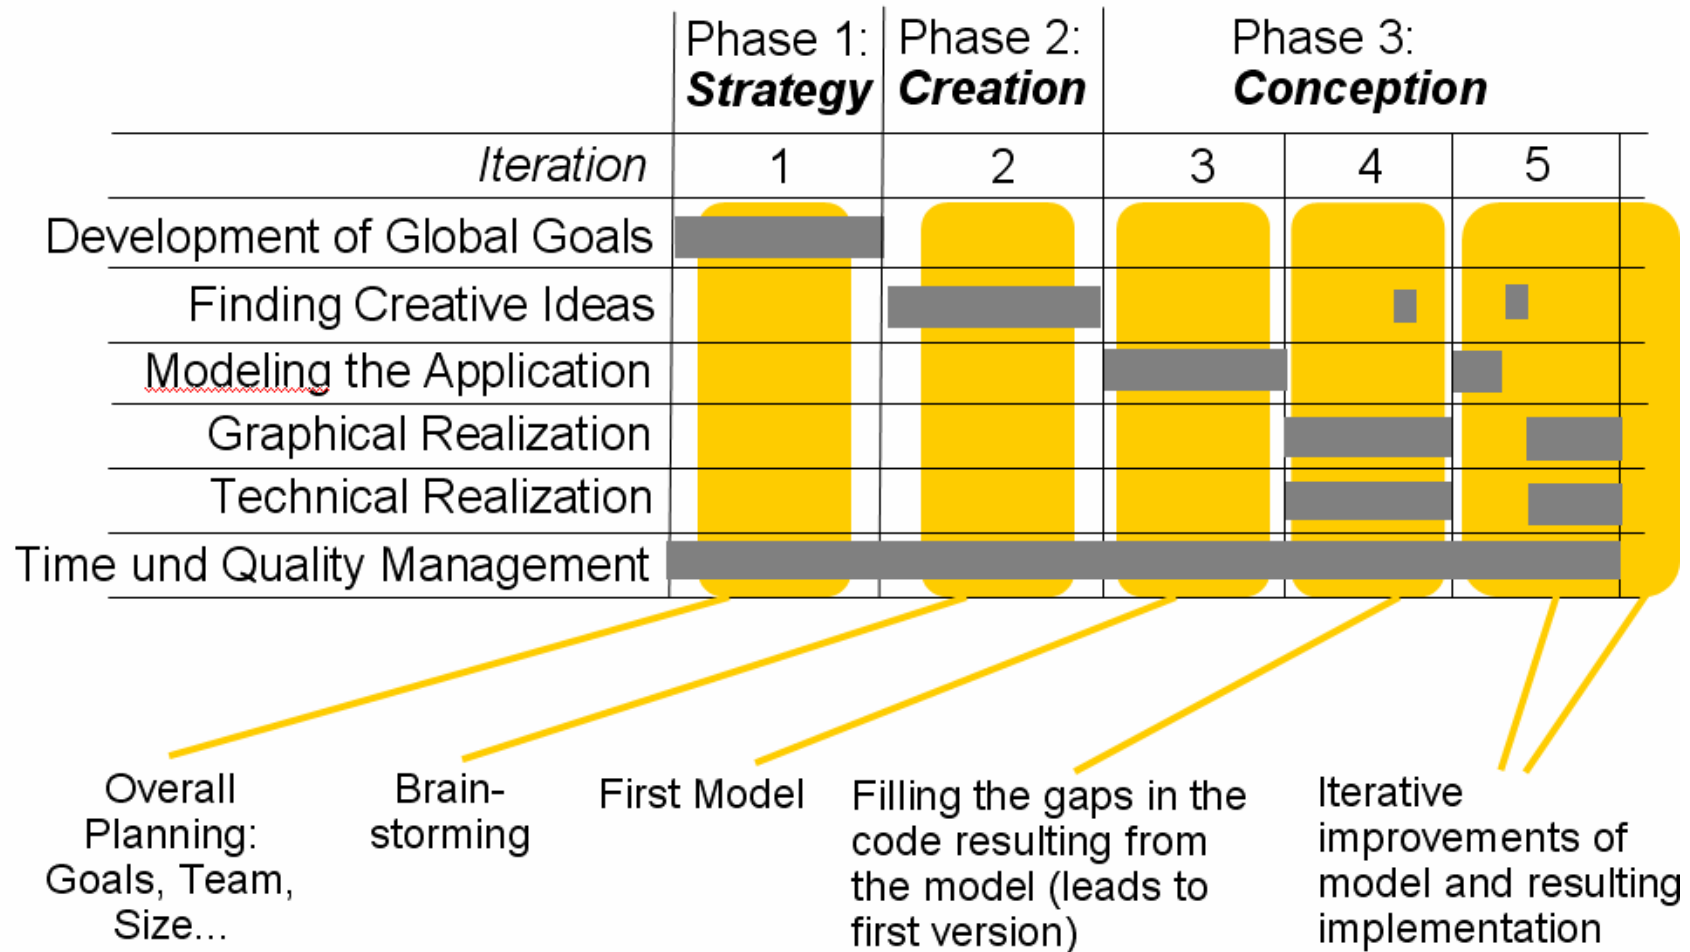 Phase 1:
Strategy
Phase 2:
Creation
Phase 3:
Conception
Iteration
1
2
3
4
5
Development of Global Goals
Finding Creative Ideas
Modeling the Application
Graphical Realization
Technical Realization
Time und Quality Management
Overall
Planning:
Goals, Team,
Size...
Brain-
storming
First Model
Filling the gaps in the
code resulting from
the model (leads to
first version)
Iterative
improvements of
model and resulting
implementation